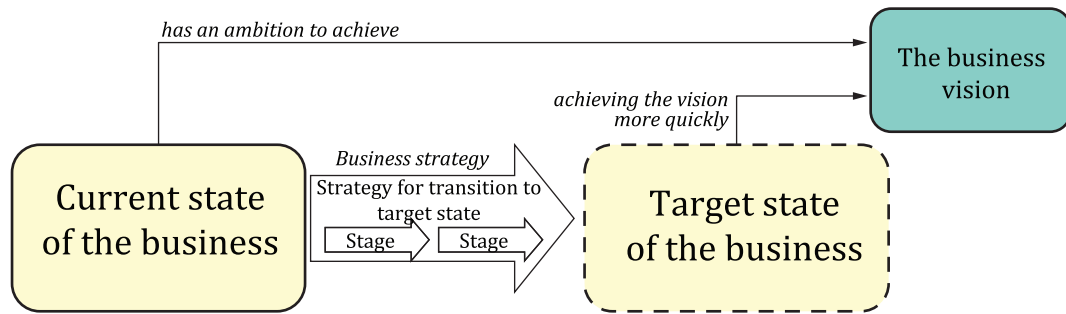 has an ambition to achieve
The business
vision
achieving the vision
more quickly
Current state
of the business
Business strategy
Strategy for transition to
target state
Stage
Stage
Target state
of the business